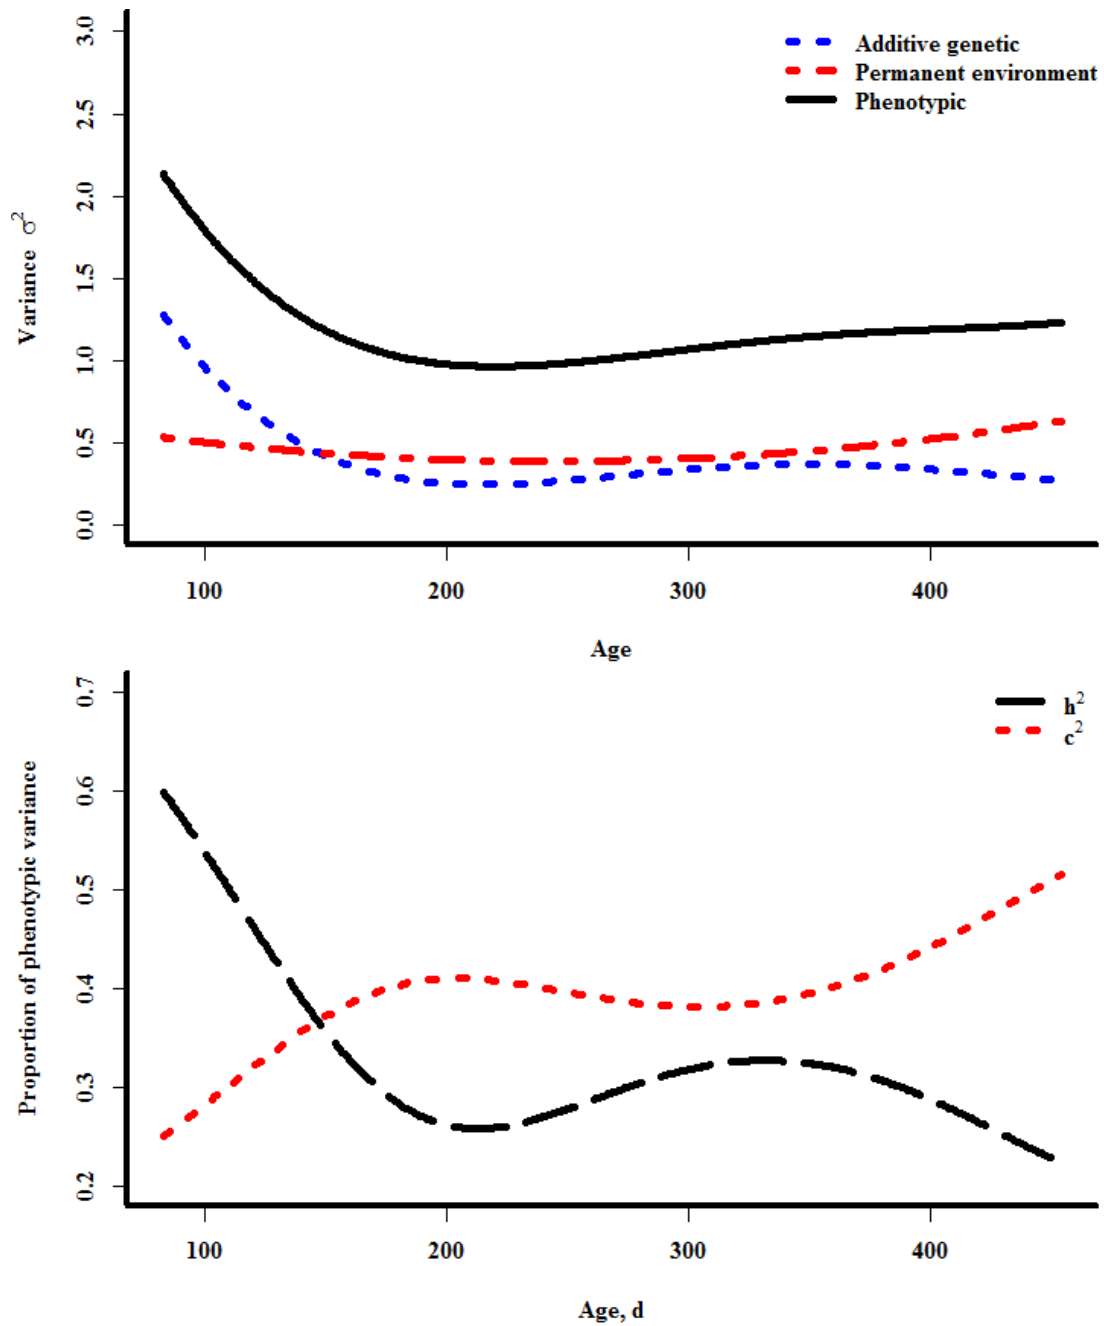 Additive genetic
Permanent environment
Phenotypic
Variance σ²
3.0
2.5
2.0
1.5
1.0
0.5
0.0
100 200 300 400
Age
h²
c²
Proportion of phenotypic variance
0.7
0.6
0.5
0.4
0.3
0.2
100 200 300 400
Age, d